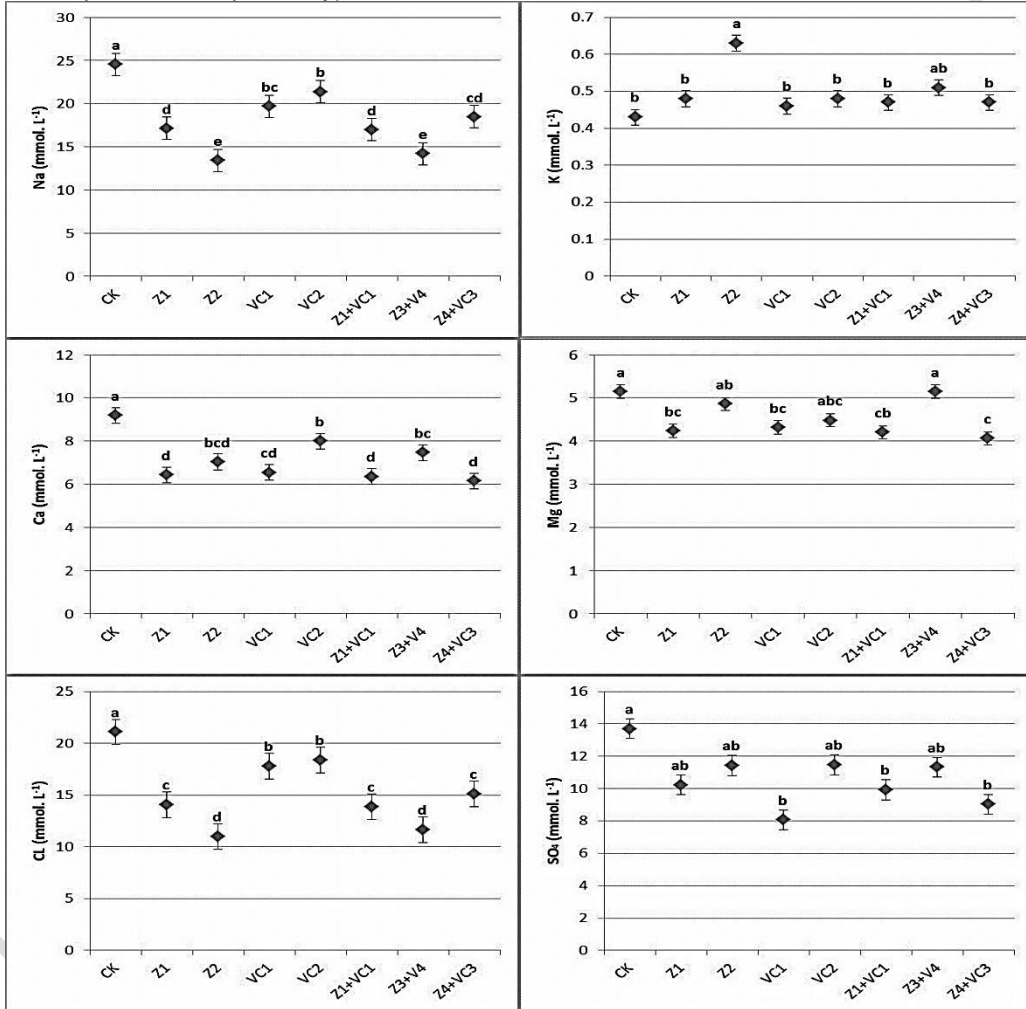 30
25
20
15
10
5
0
Na (mmol. L-1)
a
d
e
bc
b
d
e
cd
CK
Z1
Z2
VC1
VC2
Z1+VC1
Z3+V4
Z4+VC3
0.7
0.6
0.5
0.4
0.3
0.2
0.1
0
K (mmol. L-1)
b
b
a
b
b
b
ab
b
CK
Z1
Z2
VC1
VC2
Z1+VC1
Z3+V4
Z4+VC3
12
10
8
6
4
2
0
Ca (mmol. L-1)
a
d
bcd
cd
b
d
bc
d
CK
Z1
Z2
VC1
VC2
Z1+VC1
Z3+V4
Z4+VC3
6
5
4
3
2
1
0
Mg (mmol. L-1)
a
bc
ab
bc
abc
cb
a
c
CK
Z1
Z2
VC1
VC2
Z1+VC1
Z3+V4
Z4+VC3
25
20
15
10
5
0
CL (mmol. L-1)
a
c
d
b
b
c
d
c
CK
Z1
Z2
VC1
VC2
Z1+VC1
Z3+V4
Z4+VC3
16
14
12
10
8
6
4
2
0
SO4 (mmol. L-1)
a
ab
ab
b
ab
b
ab
b
CK
Z1
Z2
VC1
VC2
Z1+VC1
Z3+V4
Z4+VC3